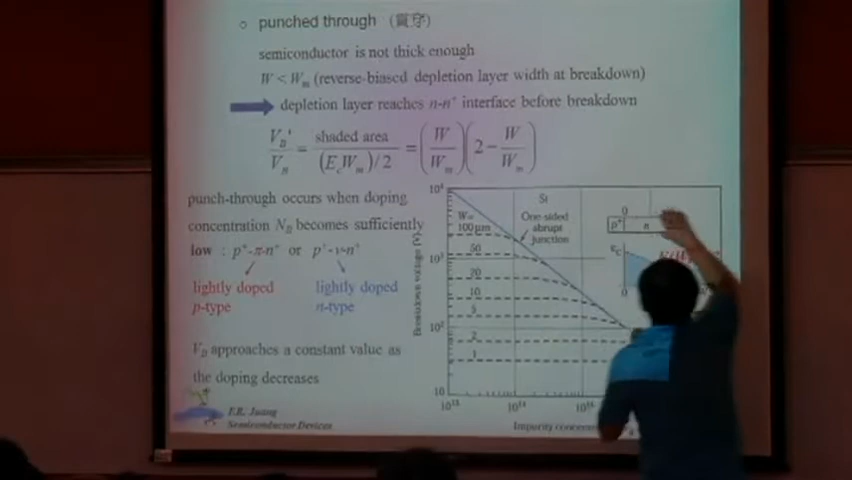 punched through (貫穿)
semiconductor is not thick enough
W < Wm (reverse-biased depletion layer width at breakdown)
depletion layer reaches n-n+ interface before breakdown
VB'/VB = shaded area/(EcWm)/2 = (W/Wm)(2 − W/Wm)
punch-through occurs when doping
concentration NB becomes sufficiently
low : p+-π-n+ or p+-ν-n+
lightly doped
p-type
lightly doped
n-type
VB approaches a constant value as
the doping decreases
Semiconductor Devices
Breakdown voltage (V)
10⁴
10³
10²
10
Si
W=
100 μm
50
20
10
5
2
1
One-sided
abrupt
junction
0
p+
n
εc
0
10¹³
10¹⁴
10¹⁵
Impurity